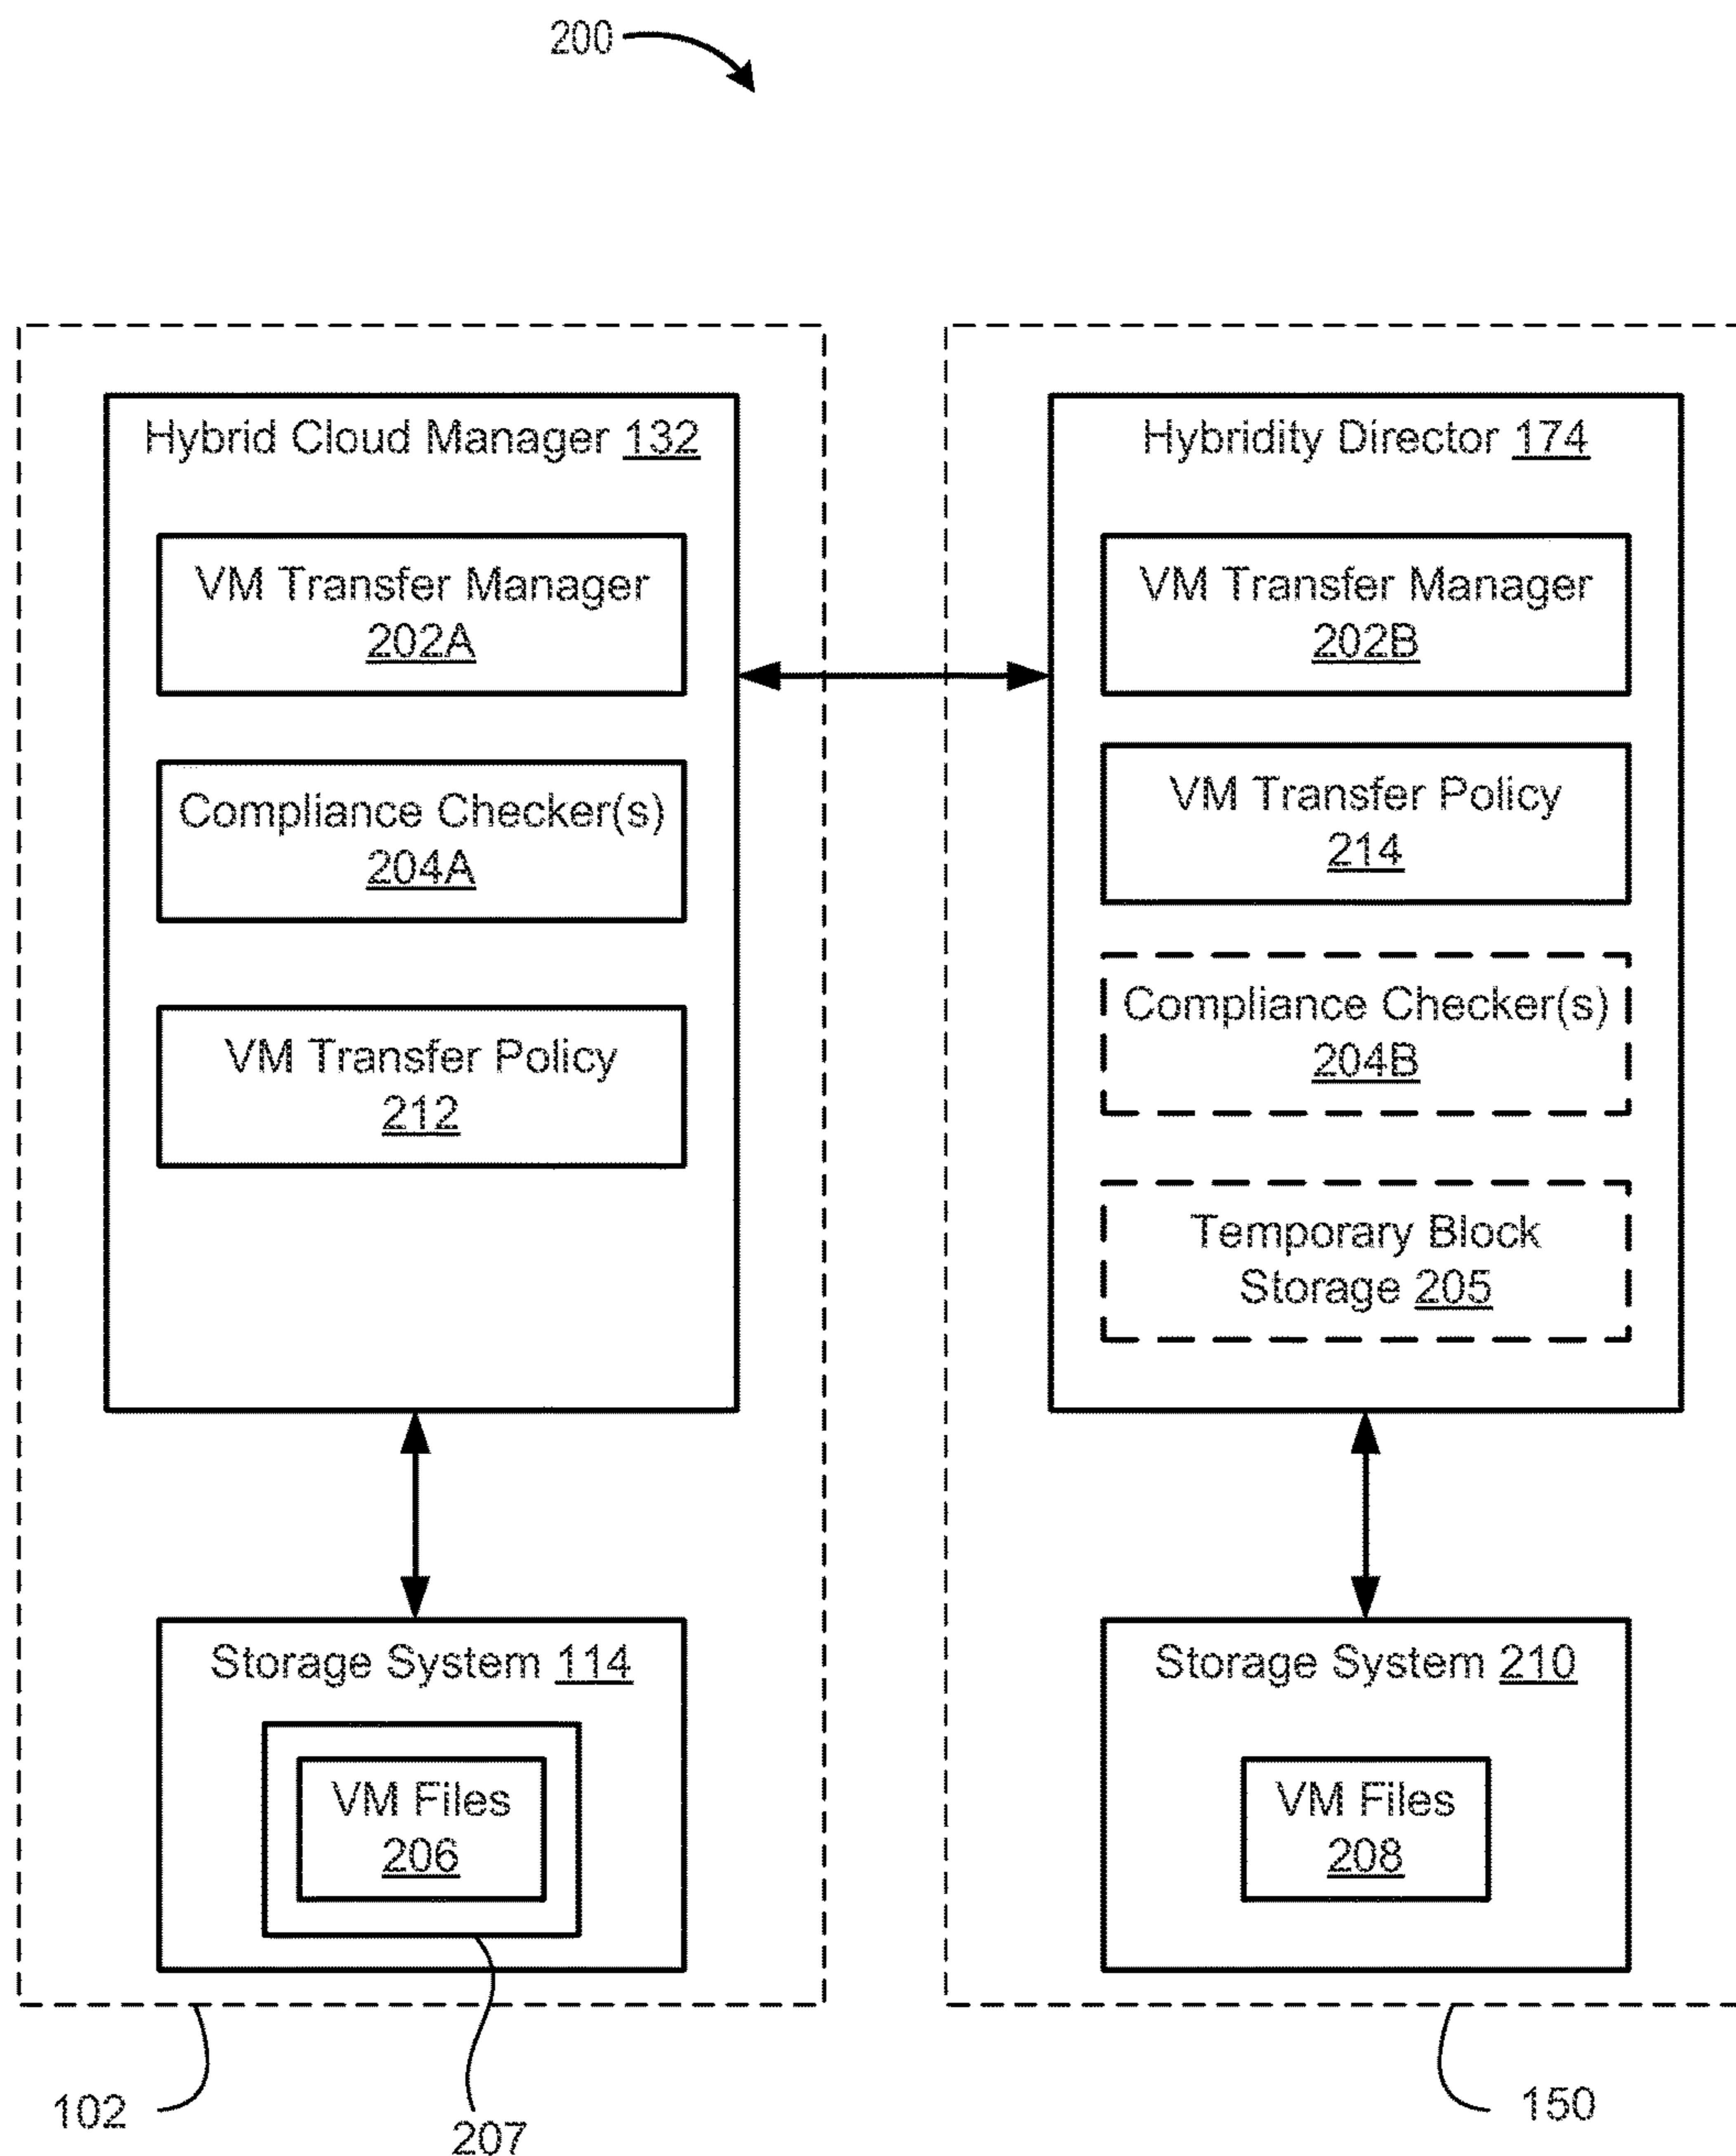 200
Hybrid Cloud Manager 132
VM Transfer Manager
202A
Compliance Checker(s)
204A
VM Transfer Policy
212
Storage System 114
VM Files
206
102
207
Hybridity Director 174
VM Transfer Manager
202B
VM Transfer Policy
214
Compliance Checker(s)
204B
Temporary Block
Storage 205
Storage System 210
VM Files
208
150